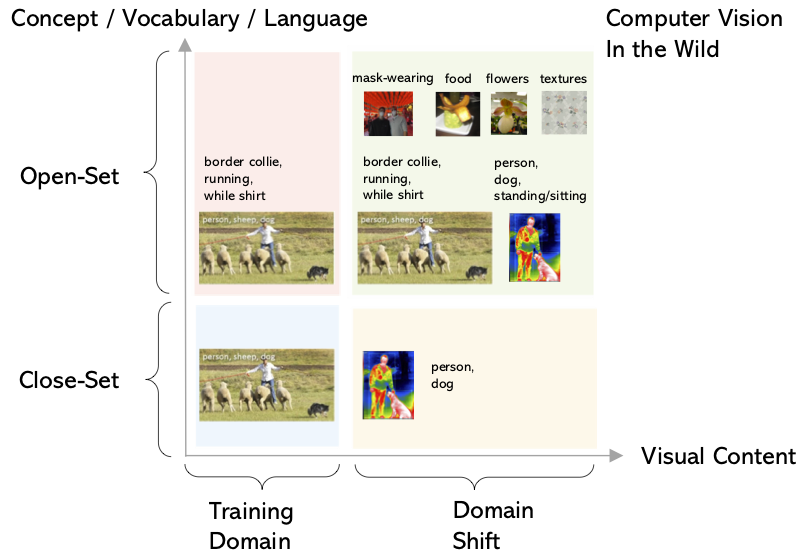 Concept / Vocabulary / Language
Computer Vision
In the Wild
mask-wearing food flowers textures
Open-Set
border collie,
running,
while shirt
border collie,
running,
while shirt
person,
dog,
standing/sitting
person, sheep, dog
person, sheep, dog
Close-Set
person, sheep, dog
person,
dog
Visual Content
Training
Domain
Domain
Shift